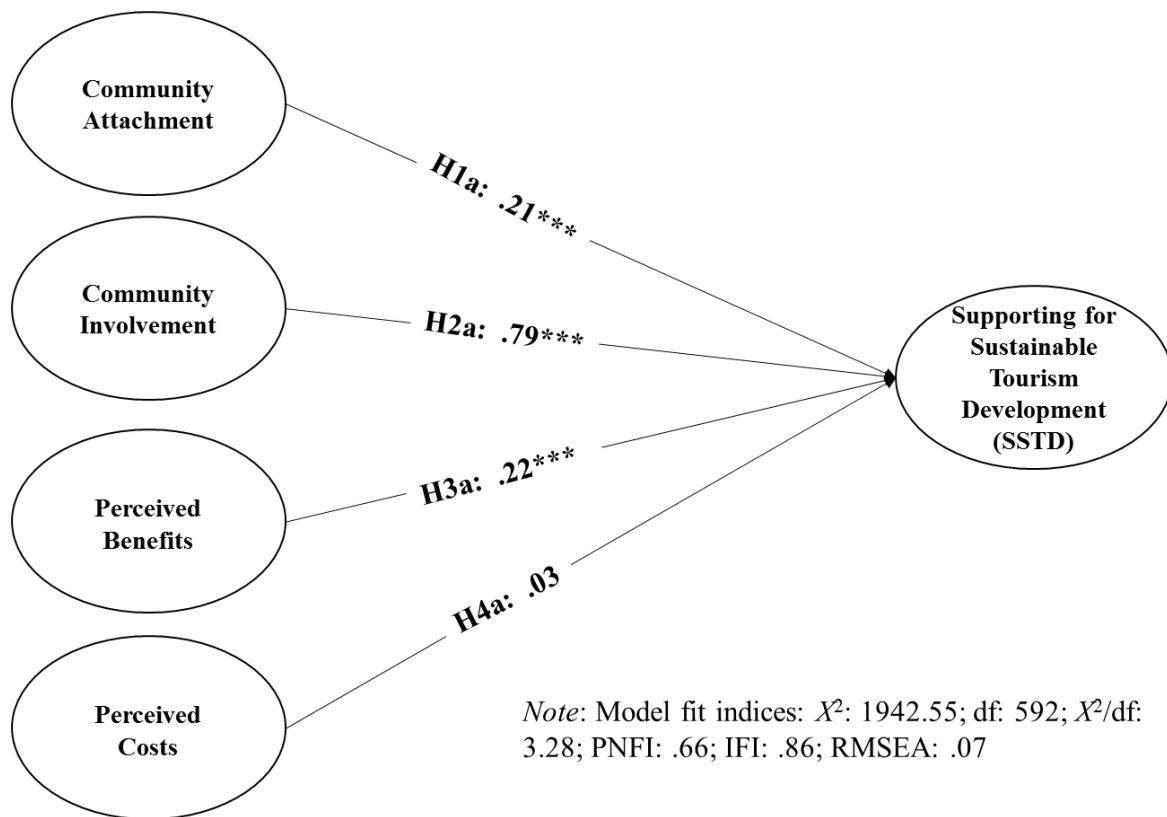 Community
Attachment
H1a: .21***
Community
Involvement
H2a: .79***
Supporting for
Sustainable
Tourism
Development
(SSTD)
Perceived
Benefits
H3a: .22***
H4a: .03
Perceived
Costs
Note: Model fit indices: X²: 1942.55; df: 592; X²/df:
3.28; PNFI: .66; IFI: .86; RMSEA: .07